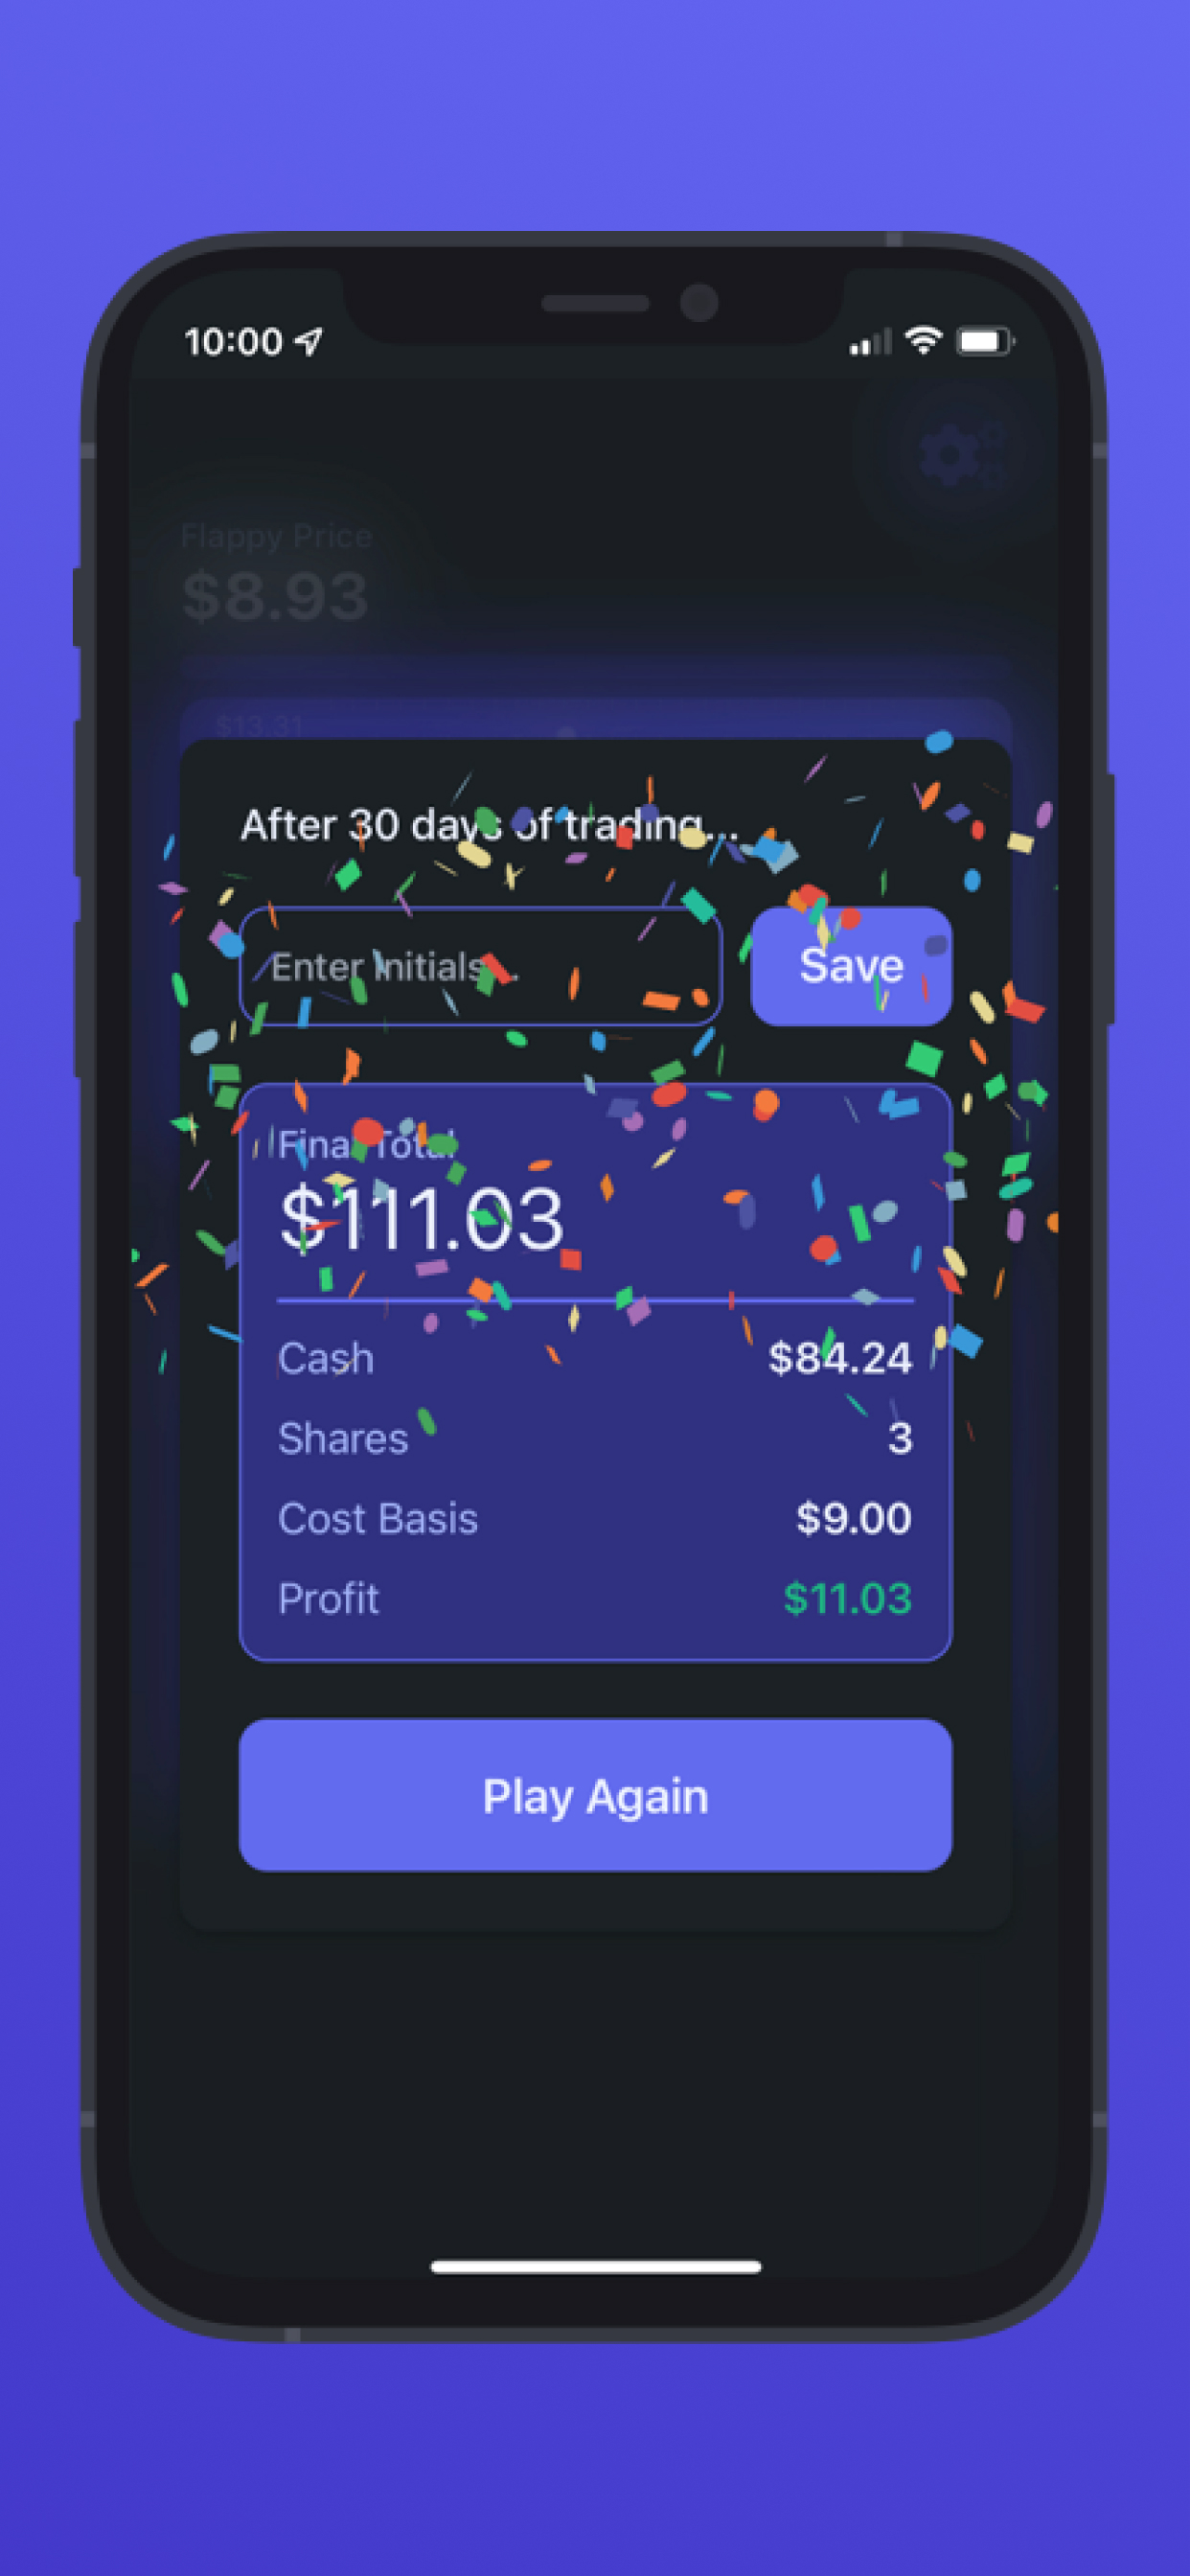 10:00
Flappy Price
$8.93
$13.31
After 30 days of trading...
Enter Initials...
Save
Final Total
$111.03
Cash
$84.24
Shares
3
Cost Basis
$9.00
Profit
$11.03
Play Again